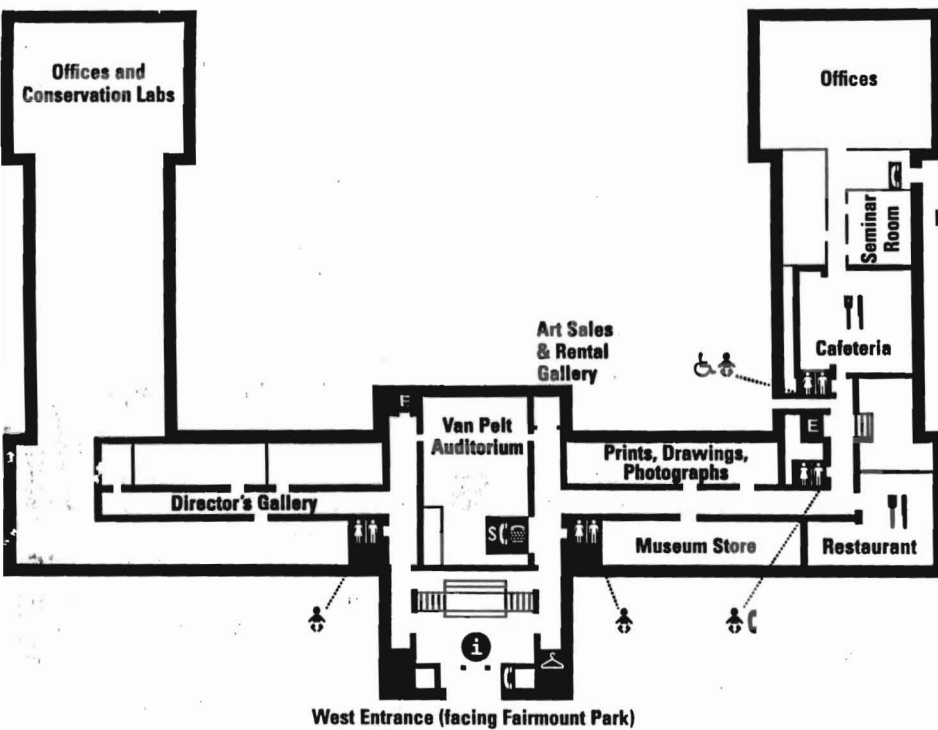 Offices and
Conservation Labs
Offices
Seminar
Room
Art Sales
& Rental
Gallery
Cafeteria
E
Van Pelt
Auditorium
E
Prints, Drawings,
Photographs
Director's Gallery
S
Museum Store
Restaurant
i
West Entrance (facing Fairmount Park)